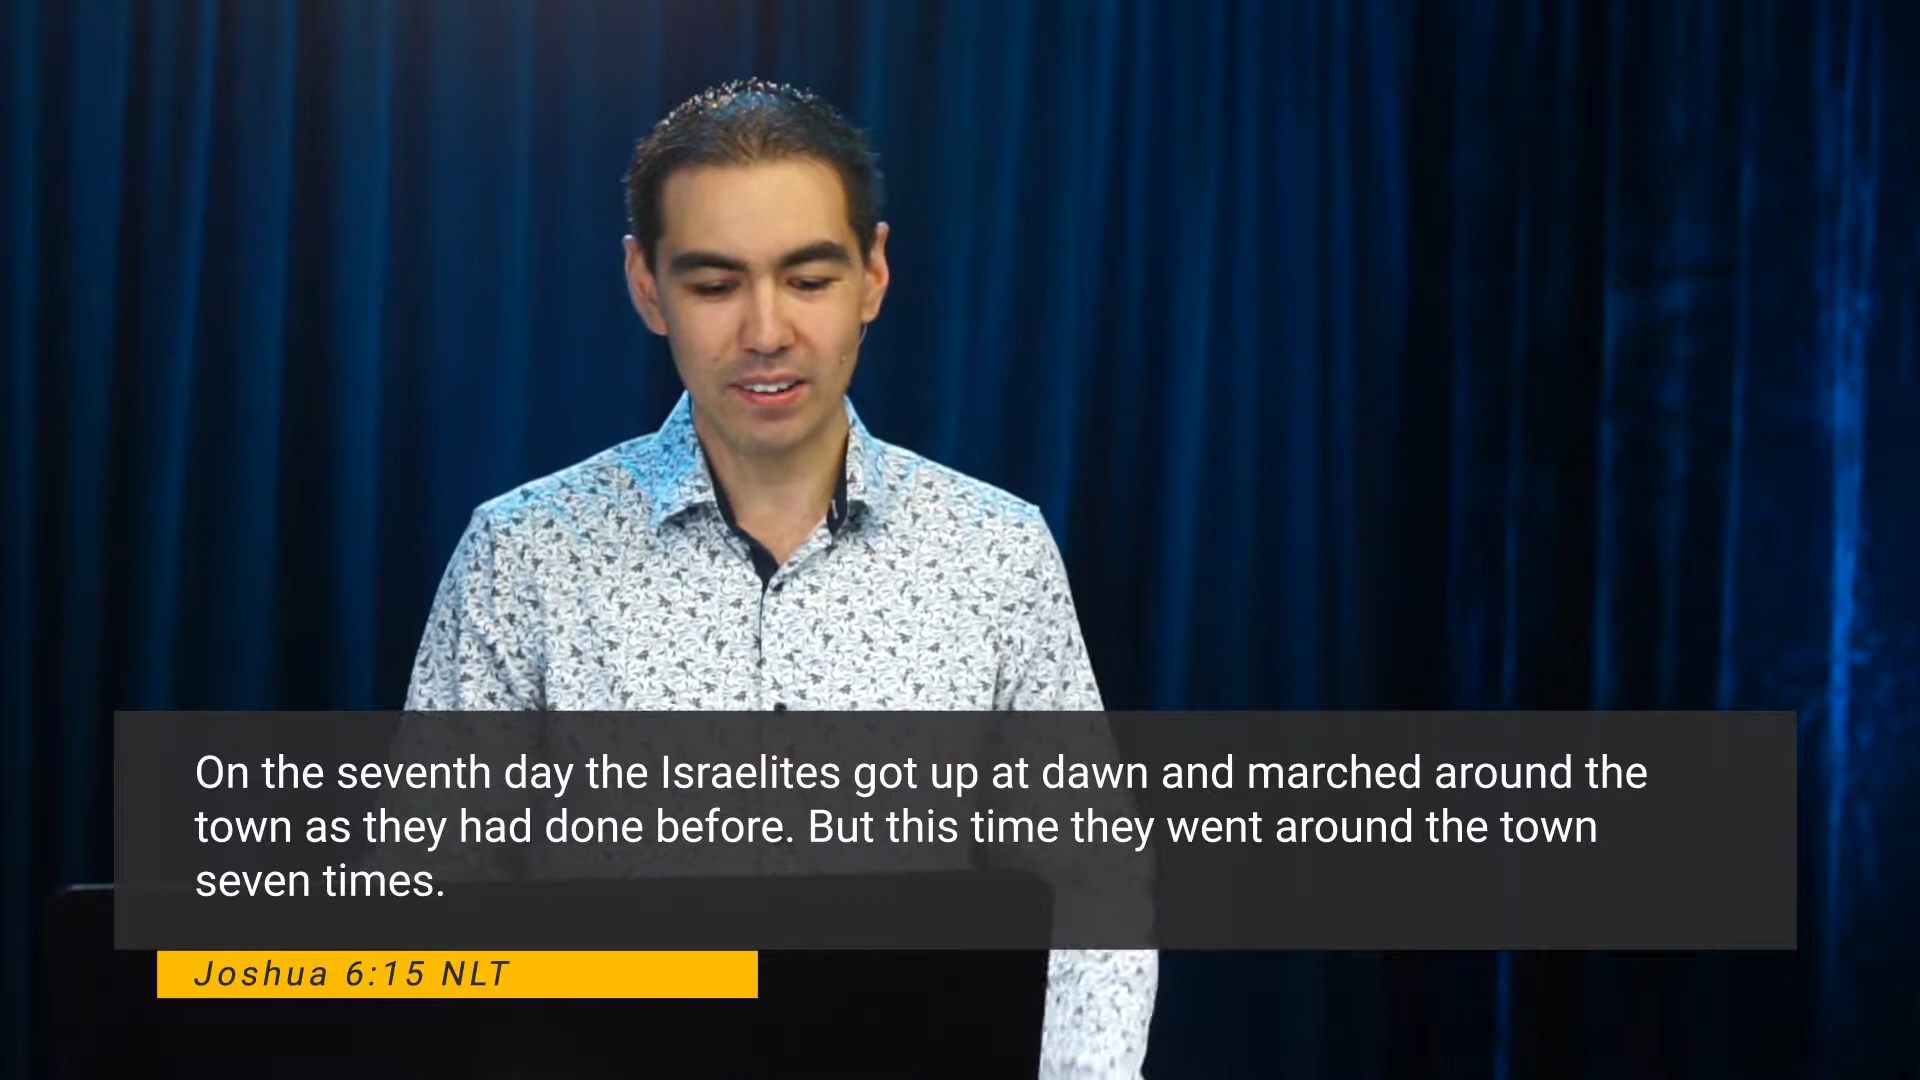 On the seventh day the Israelites got up at dawn and marched around the
town as they had done before. But this time they went around the town
seven times.
Joshua 6:15 NLT